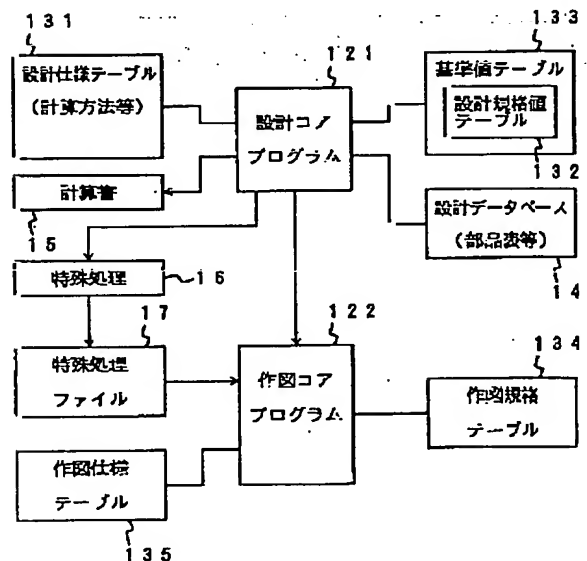 131
設計仕様テーブル
(計算方法等)
121
設計コア
プログラム
133
基準値テーブル
設計規格値
テーブル
132
計算書
15
設計データベース
(部品表等)
14
特殊処理
16
17
特殊処理
ファイル
122
作図コア
プログラム
134
作図規格
テーブル
作図仕様
テーブル
135